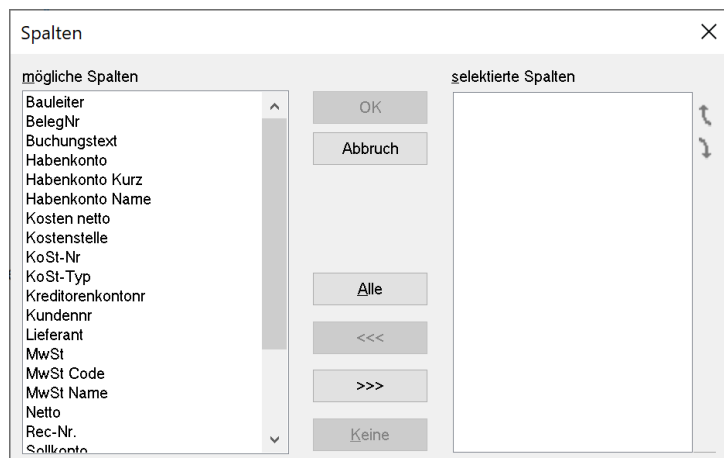 Spalten
mögliche Spalten
Bauleiter
BelegNr
Buchungstext
Habenkonto
Habenkonto Kurz
Habenkonto Name
Kosten netto
Kostenstelle
KoSt-Nr
KoSt-Typ
Kreditorenkontonr
Kundennr
Lieferant
MwSt
MwSt Code
MwSt Name
Netto
Rec-Nr.
Sollkonto
OK
Abbruch
Alle
<<<
>>>
Keine
selektierte Spalten